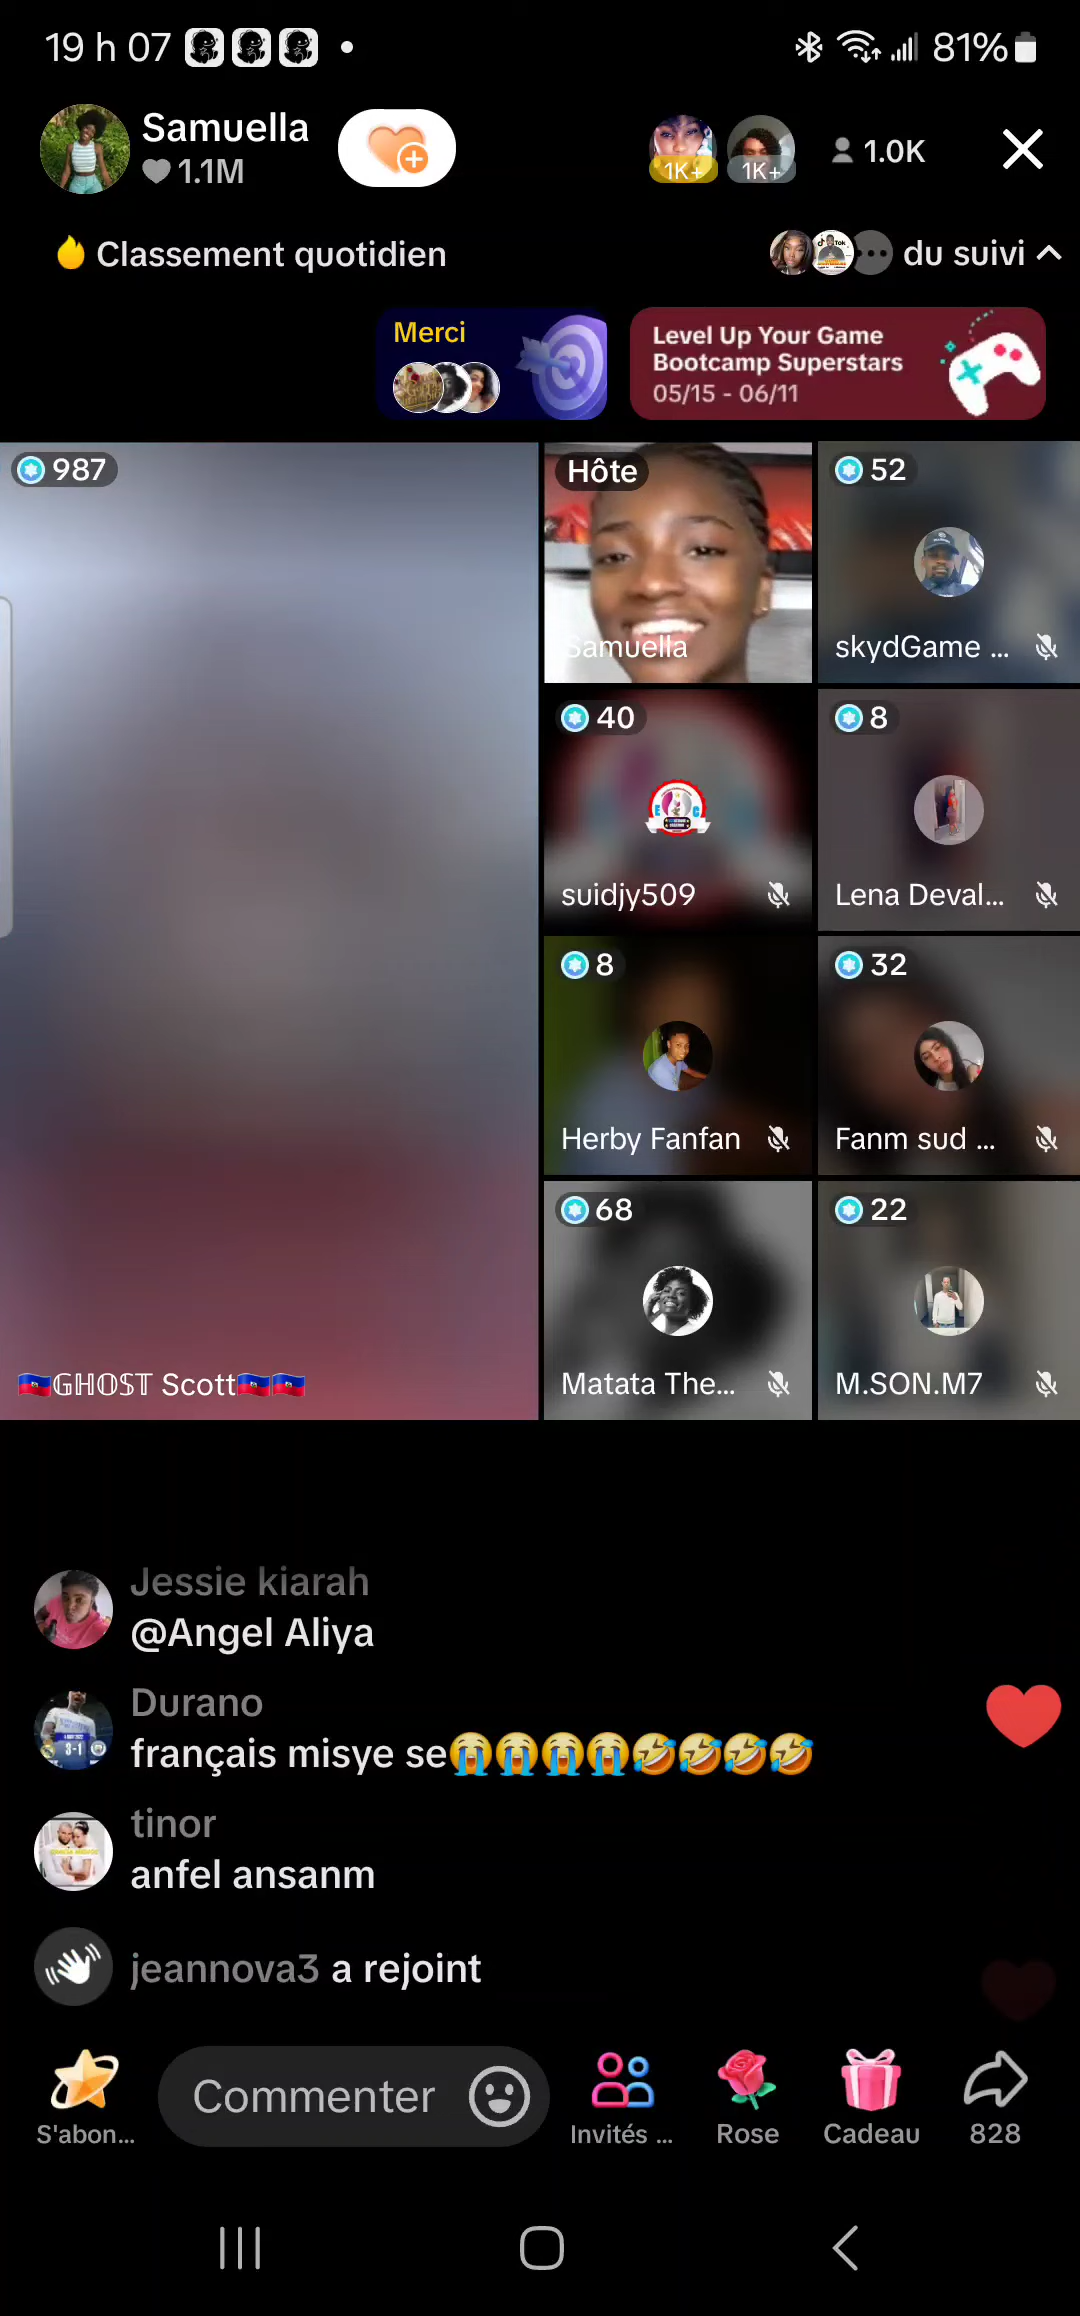 19 h 07
81%
Samuella
1.1M
1K+
1K+
1.0K
Classement quotidien
du suivi
Merci
Level Up Your Game
Bootcamp Superstars
05/15 - 06/11
987
Hôte
Samuella
52
skydGame ...
40
suidjy509
8
Lena Deval...
8
Herby Fanfan
32
Fanm sud ...
🇭🇹𝔾ℍ𝕆𝕊𝕋 Scott🇭🇹🇭🇹
68
Matata The...
22
M.SON.M7
Jessie kiarah
@Angel Aliya
Durano
français misye se😭😭😭😭🤣🤣🤣🤣
tinor
anfel ansanm
jeannova3 a rejoint
S'abon...
Commenter
Invités ...
Rose
Cadeau
828